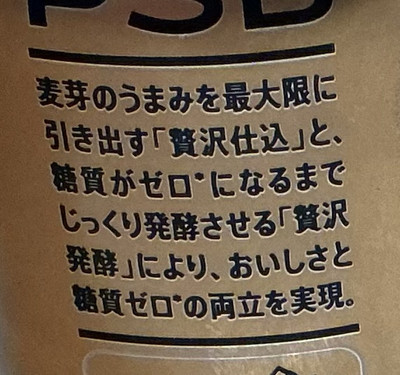 PSB
麦芽のうまみを最大限に
引き出す「贅沢仕込」と、
糖質がゼロ*になるまで
じっくり発酵させる「贅沢
発酵」により、おいしさと
糖質ゼロ*の両立を実現。